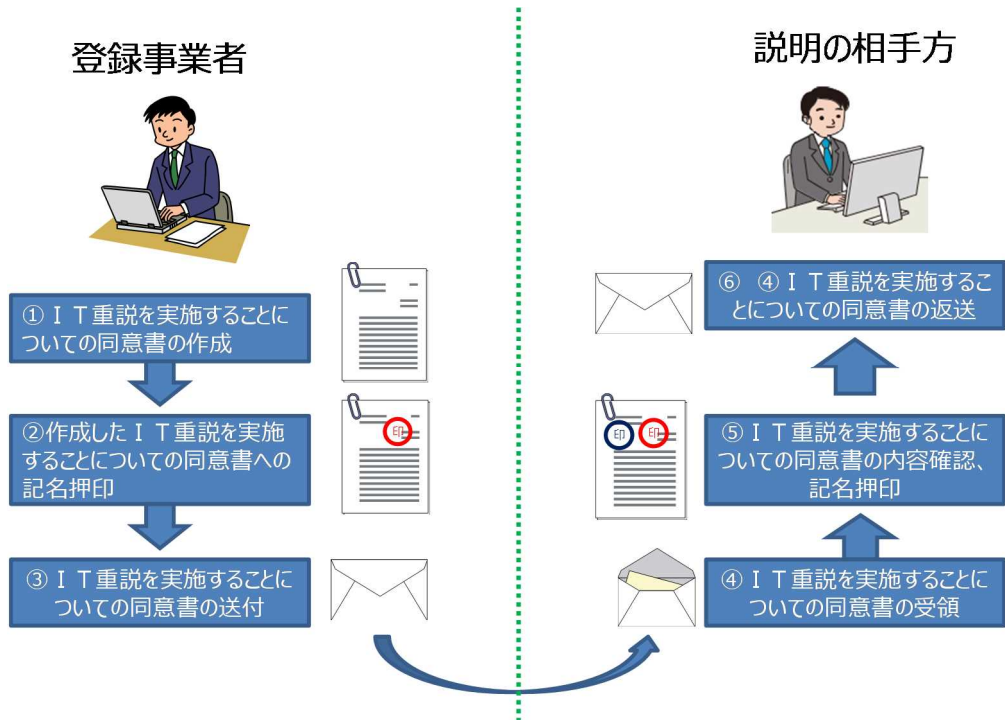 登録事業者
説明の相手方
①ＩＴ重説を実施することに
ついての同意書の作成
②作成したＩＴ重説を実施
することについての同意書への
記名押印
印
③ＩＴ重説を実施することに
ついての同意書の送付
⑥ ④ＩＴ重説を実施するこ
とについての同意書の返送
⑤ＩＴ重説を実施することに
ついての同意書の内容確認、
記名押印
印 印
④ＩＴ重説を実施することに
ついての同意書の受領